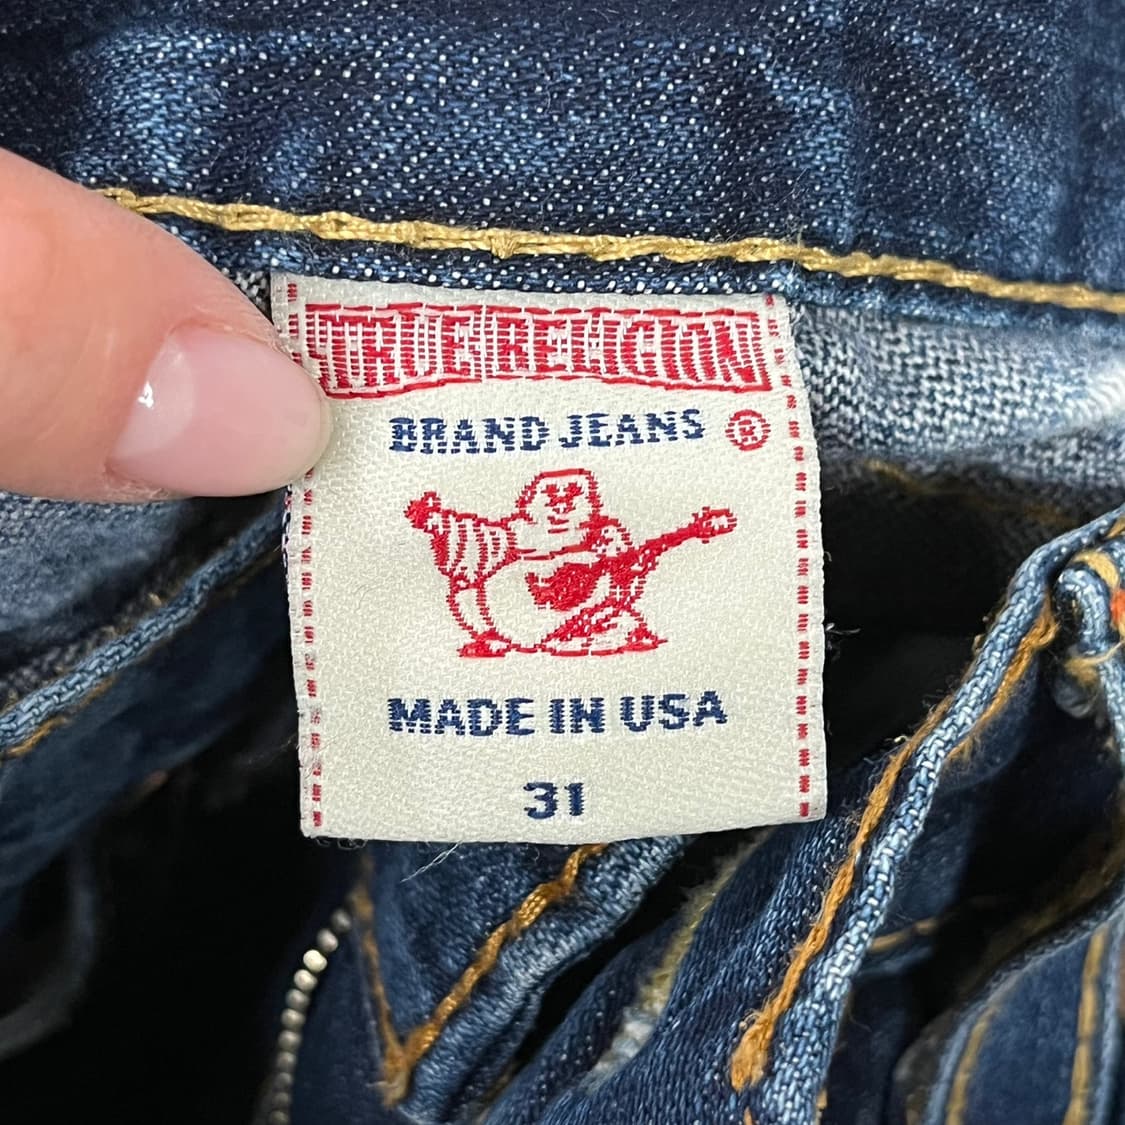 TRUE RELIGION
BRAND JEANS ®
MADE IN USA
31